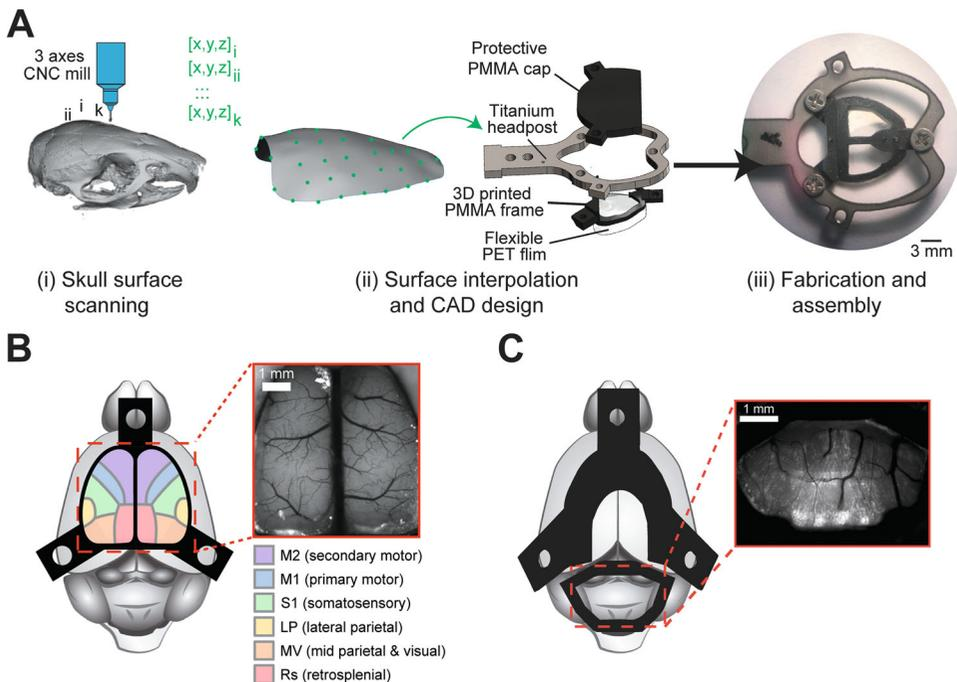 A
3 axes
CNC mill
ii
i
k
[x,y,z]i
[x,y,z]ii
:::
[x,y,z]k
Protective
PMMA cap
Titanium
headpost
3D printed
PMMA frame
Flexible
PET flim
3 mm
(i) Skull surface
scanning
(ii) Surface interpolation
and CAD design
(iii) Fabrication and
assembly
B
1 mm
M2 (secondary motor)
M1 (primary motor)
S1 (somatosensory)
LP (lateral parietal)
MV (mid parietal & visual)
Rs (retrosplenial)
C
1 mm